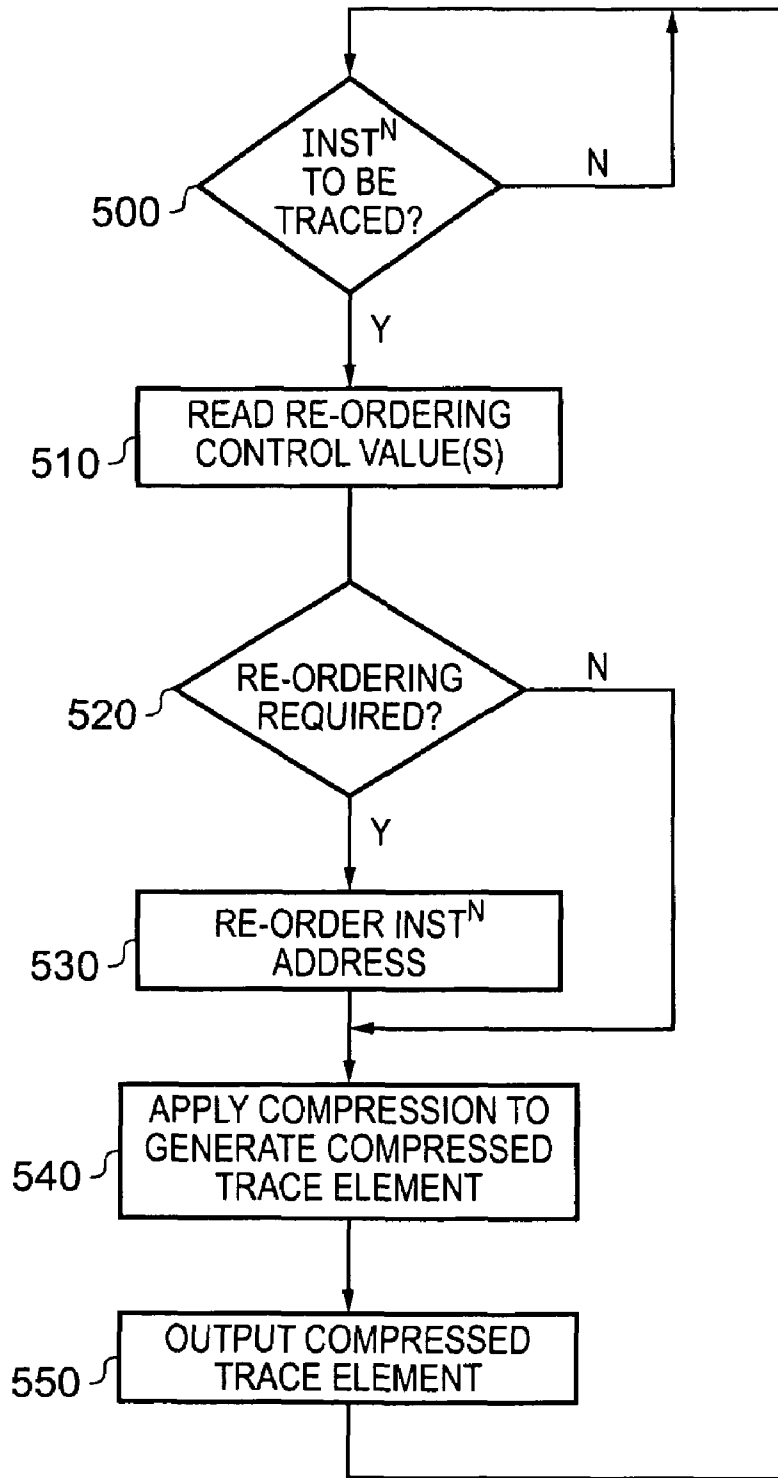 INST^N
TO BE
TRACED?
N
500
Y
READ RE-ORDERING
CONTROL VALUE(S)
510
N
RE-ORDERING
REQUIRED?
520
Y
RE-ORDER INST^N
ADDRESS
530
APPLY COMPRESSION TO
GENERATE COMPRESSED
TRACE ELEMENT
540
OUTPUT COMPRESSED
TRACE ELEMENT
550